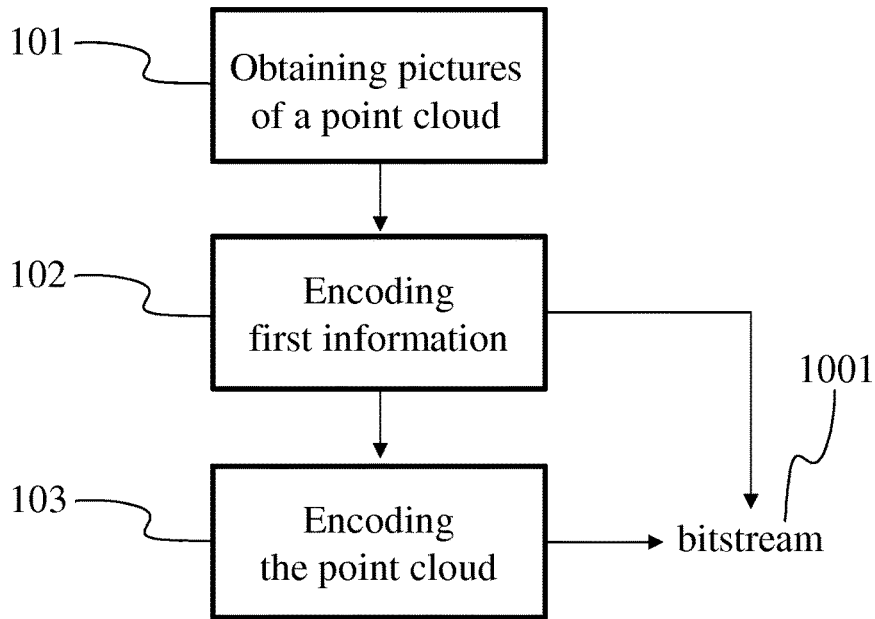 101
Obtaining pictures
of a point cloud
102
Encoding
first information
1001
103
Encoding
the point cloud
bitstream